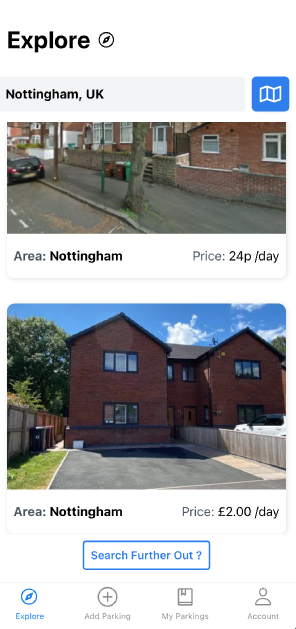 Explore
Nottingham, UK
Area: Nottingham Price: 24p /day
Area: Nottingham Price: £2.00 /day
Search Further Out ?
Explore Add Parking My Parkings Account